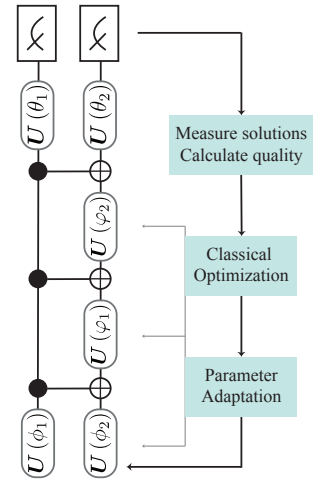 U (θ1)
U (θ2)
Measure solutions
Calculate quality
U (φ2)
Classical
Optimization
U (φ1)
Parameter
Adaptation
U (ϕ1)
U (ϕ2)